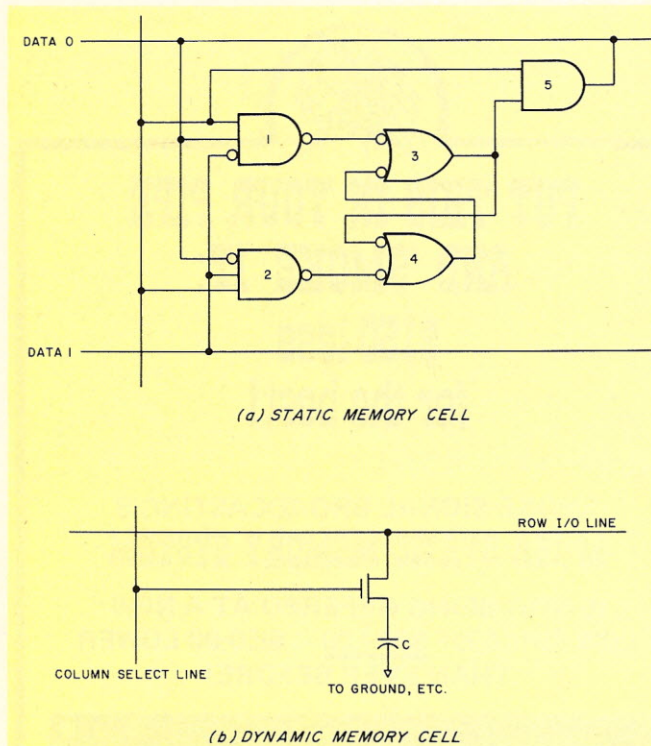 DATA 0
5
1
3
2
4
DATA 1
(a) STATIC MEMORY CELL
ROW I/O LINE
C
COLUMN SELECT LINE
TO GROUND, ETC.
(b) DYNAMIC MEMORY CELL